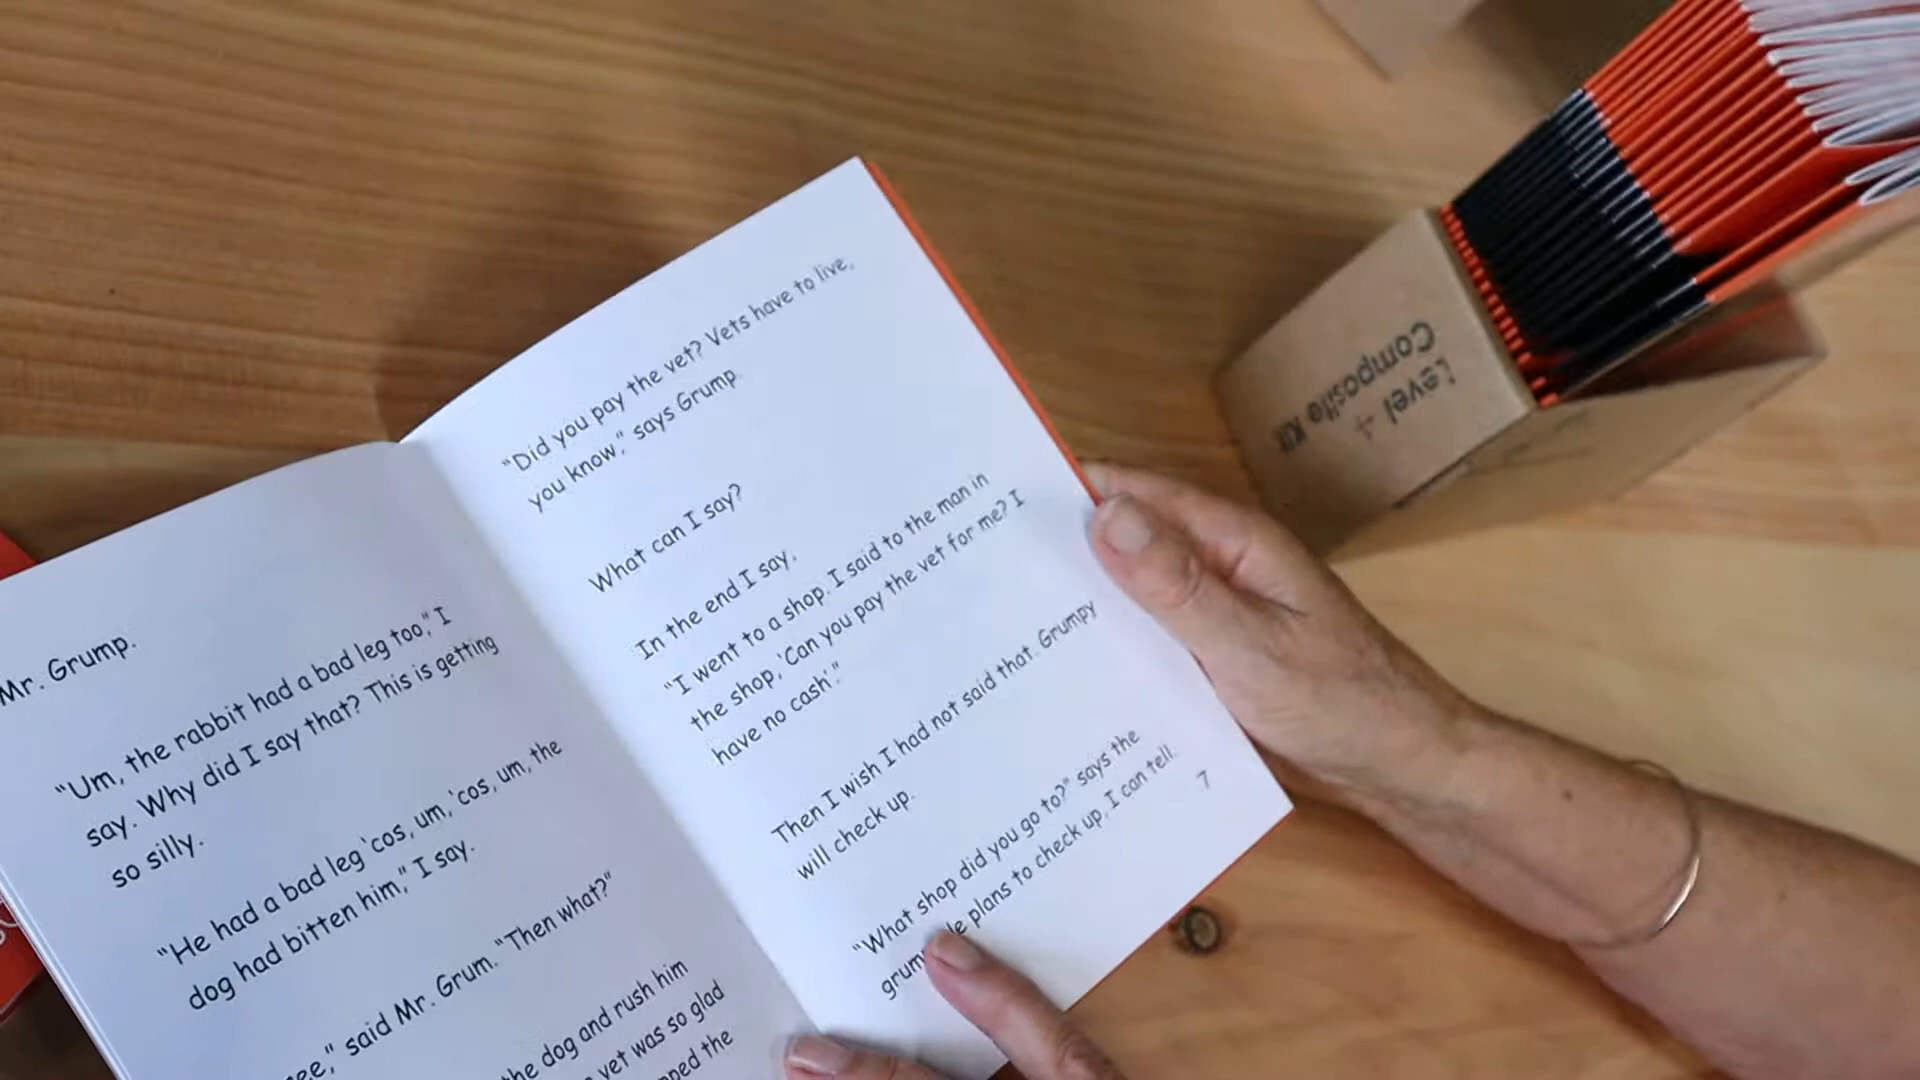 Mr. Grump.
"Um, the rabbit had a bad leg too," I
say. Why did I say that? This is getting
so silly.
"He had a bad leg 'cos, um, 'cos, um, the
dog had bitten him," I say.
said Mr. Grum. "Then what?"
the dog and rush him
vet was so glad
the
"Did you pay the vet? Vets have to live,
you know," says Grump.
What can I say?
In the end I say,
"I went to a shop. I said to the man in
the shop, 'Can you pay the vet for me? I
have no cash'."
Then I wish I had not said that. Grumpy
will check up.
"What shop did you go to?" says the
plans to check up, I can tell.
7
Level 4
Composite Kit